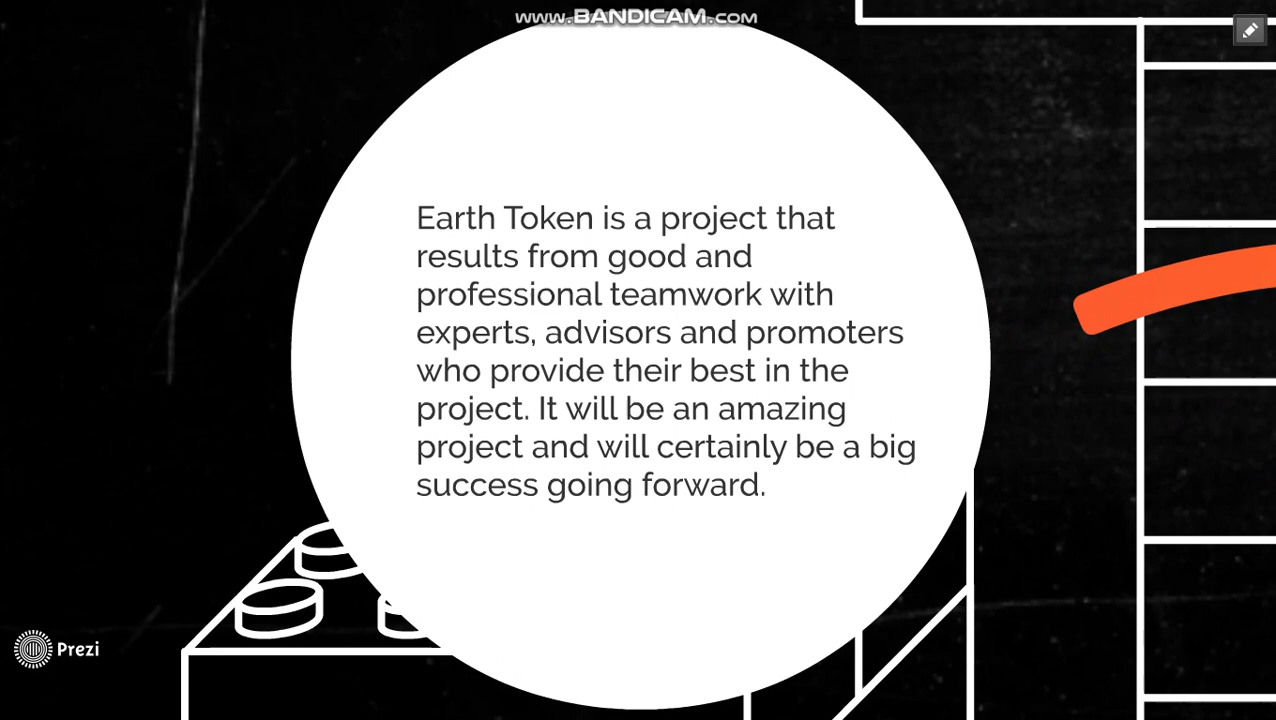 www.BANDICAM.com
Earth Token is a project that
results from good and
professional teamwork with
experts, advisors and promoters
who provide their best in the
project. It will be an amazing
project and will certainly be a big
success going forward.
Prezi